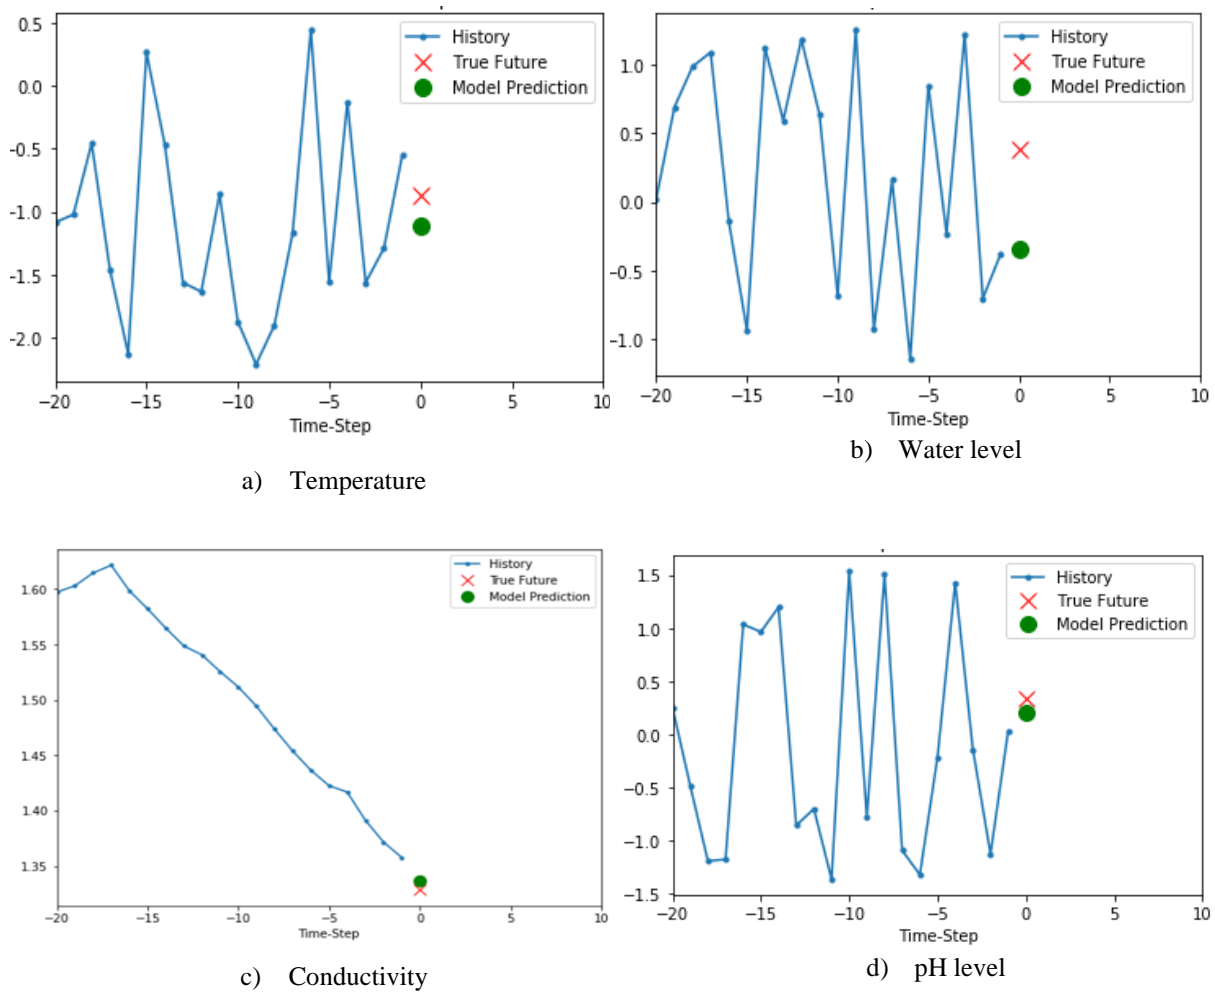 0.5
0.0
−0.5
−1.0
−1.5
−2.0
History
True Future
Model Prediction
−20 −15 −10 −5 0 5 10
Time-Step
a) Temperature
1.0
0.5
0.0
−0.5
−1.0
History
True Future
Model Prediction
−20 −15 −10 −5 0 5 10
Time-Step
b) Water level
1.60
1.55
1.50
1.45
1.40
1.35
History
True Future
Model Prediction
−20 −15 −10 −5 0 5 10
Time-Step
c) Conductivity
1.5
1.0
0.5
0.0
−0.5
−1.0
−1.5
History
True Future
Model Prediction
−20 −15 −10 −5 0 5 10
Time-Step
d) pH level